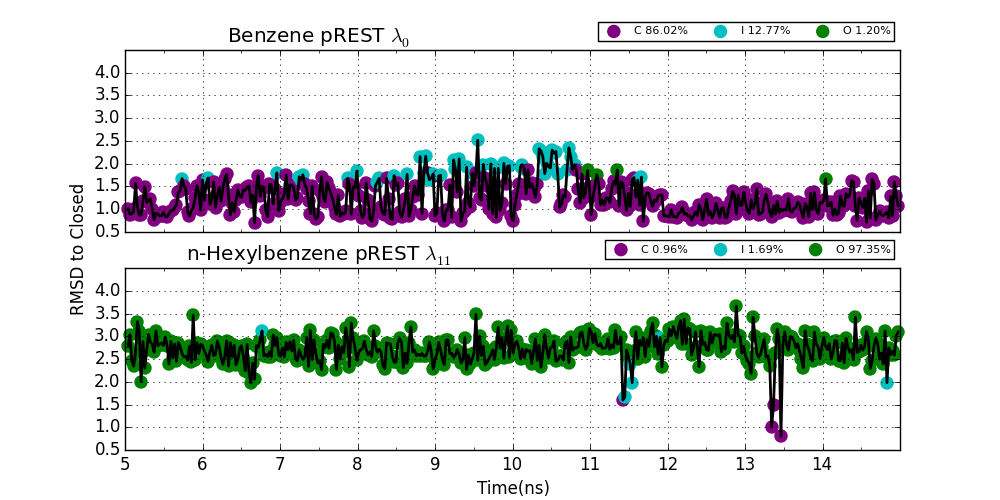 Benzene pREST λ0
C 86.02% I 12.77% O 1.20%
4.0
3.5
3.0
2.5
2.0
1.5
1.0
0.5
RMSD to Closed
n-Hexylbenzene pREST λ11
C 0.96% I 1.69% O 97.35%
4.0
3.5
3.0
2.5
2.0
1.5
1.0
0.5
5 6 7 8 9 10 11 12 13 14
Time(ns)